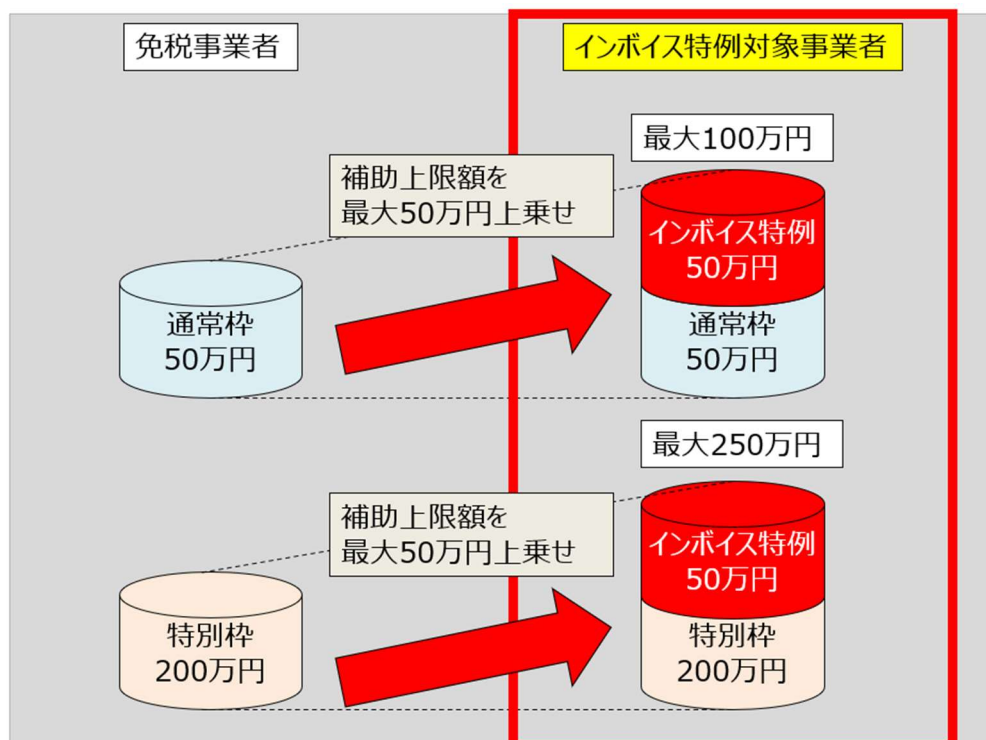 免税事業者
インボイス特例対象事業者
最大100万円
補助上限額を
最大50万円上乗せ
インボイス特例
50万円
通常枠
50万円
通常枠
50万円
最大250万円
補助上限額を
最大50万円上乗せ
インボイス特例
50万円
特別枠
200万円
特別枠
200万円